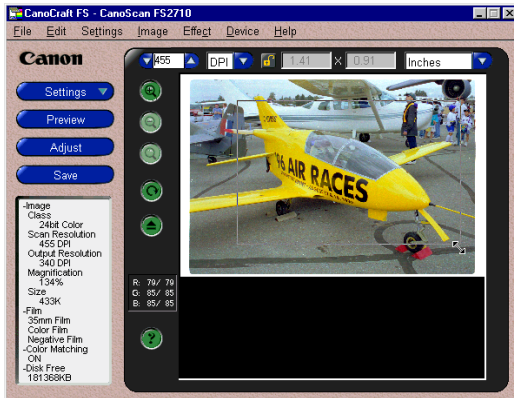 CanoCraft FS - CanoScan FS2710
File Edit Settings Image Effect Device Help
Canon
455 DPI 1.41 X 0.91 Inches
Settings
Preview
Adjust
Save
-Image
Class
24bit Color
Scan Resolution
455 DPI
Output Resolution
340 DPI
Magnification
134%
Size
433K
-Film
35mm Film
Color Film
Negative Film
-Color Matching
ON
-Disk Free
181368KB
R: 79/ 79
G: 85/ 85
B: 85/ 85
?
'96 AIR RACES